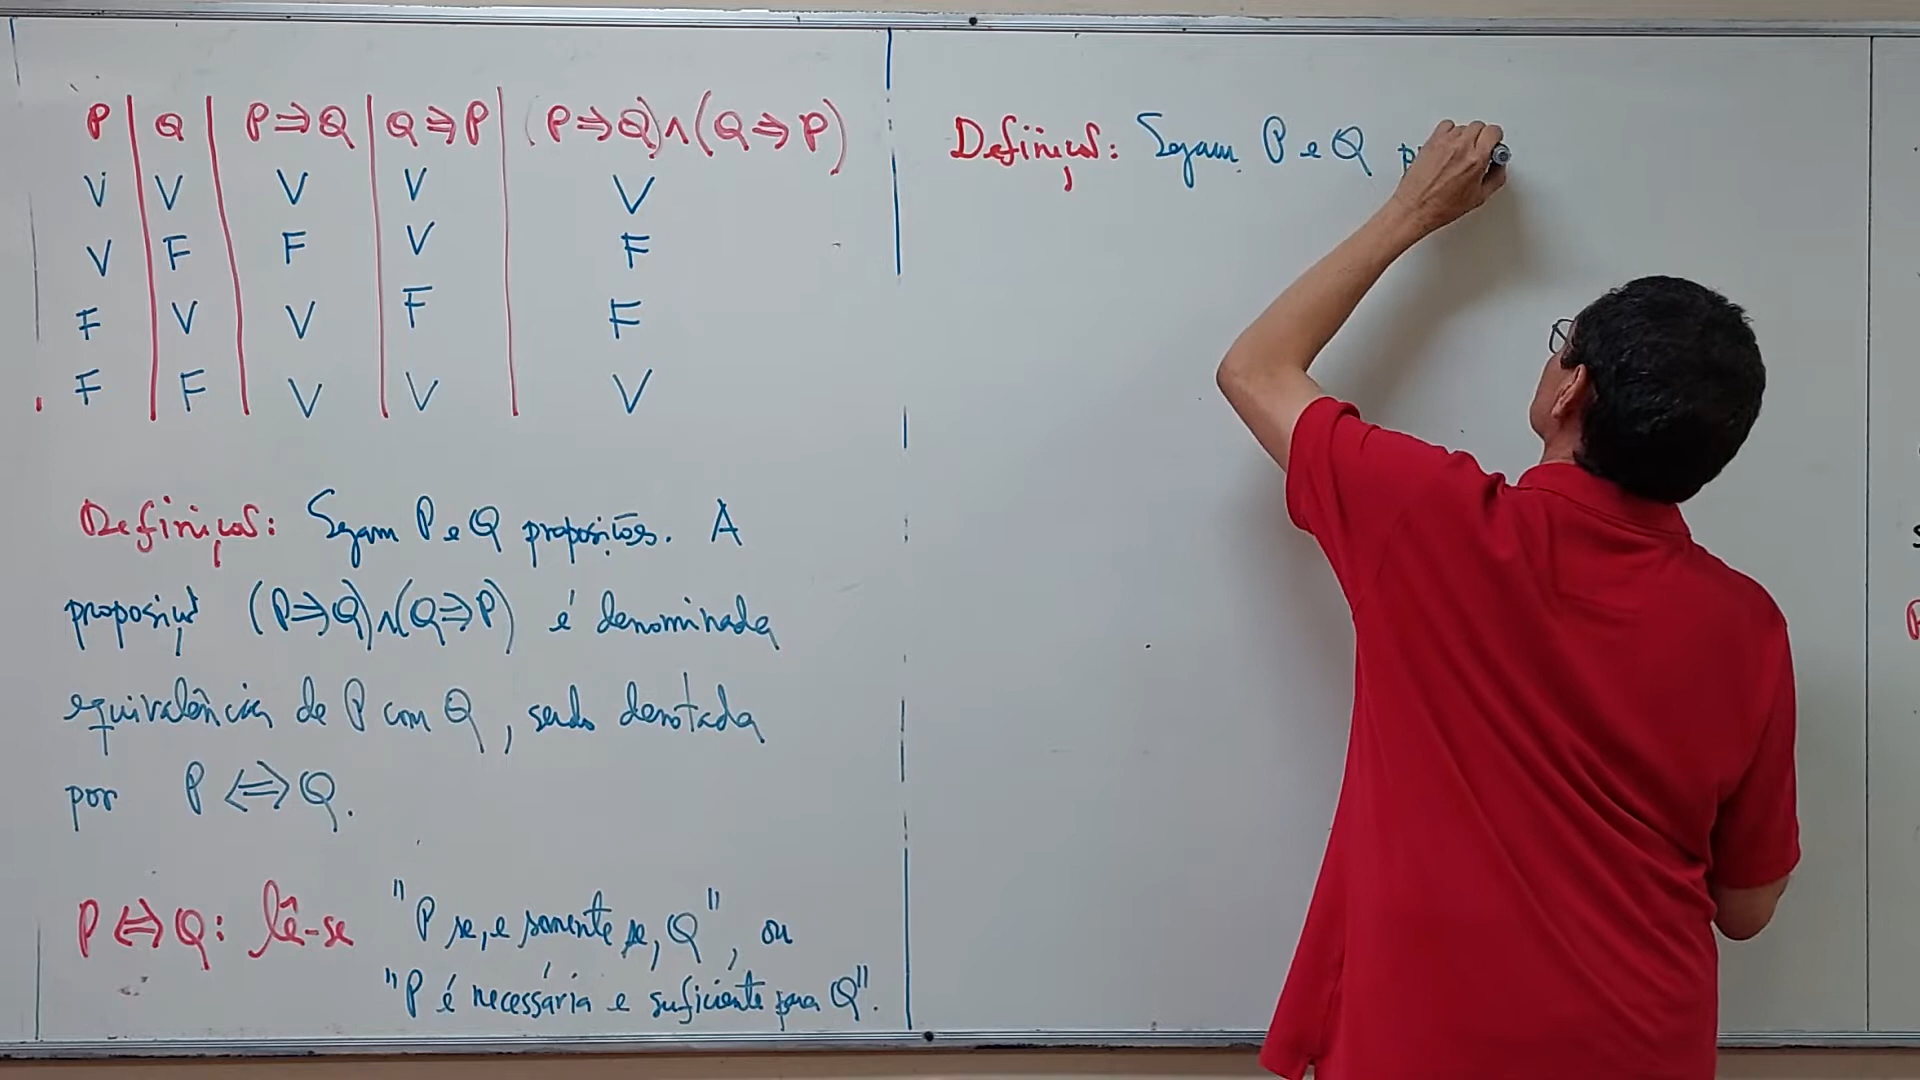 P | Q | P⇒Q | Q⇒P | (P⇒Q)∧(Q⇒P)
V | V | V | V | V
V | F | F | V | F
F | V | V | F | F
F | F | V | V | V
Definição: Sejam P e Q proposições. A
proposição (P⇒Q)∧(Q⇒P) é denominada
equivalência de P com Q, sendo denotada
por P ⇔ Q.
P ⇔ Q: lê-se "P se, e somente se, Q", ou
"P é necessária e suficiente para Q".
Definição: Sejam P e Q